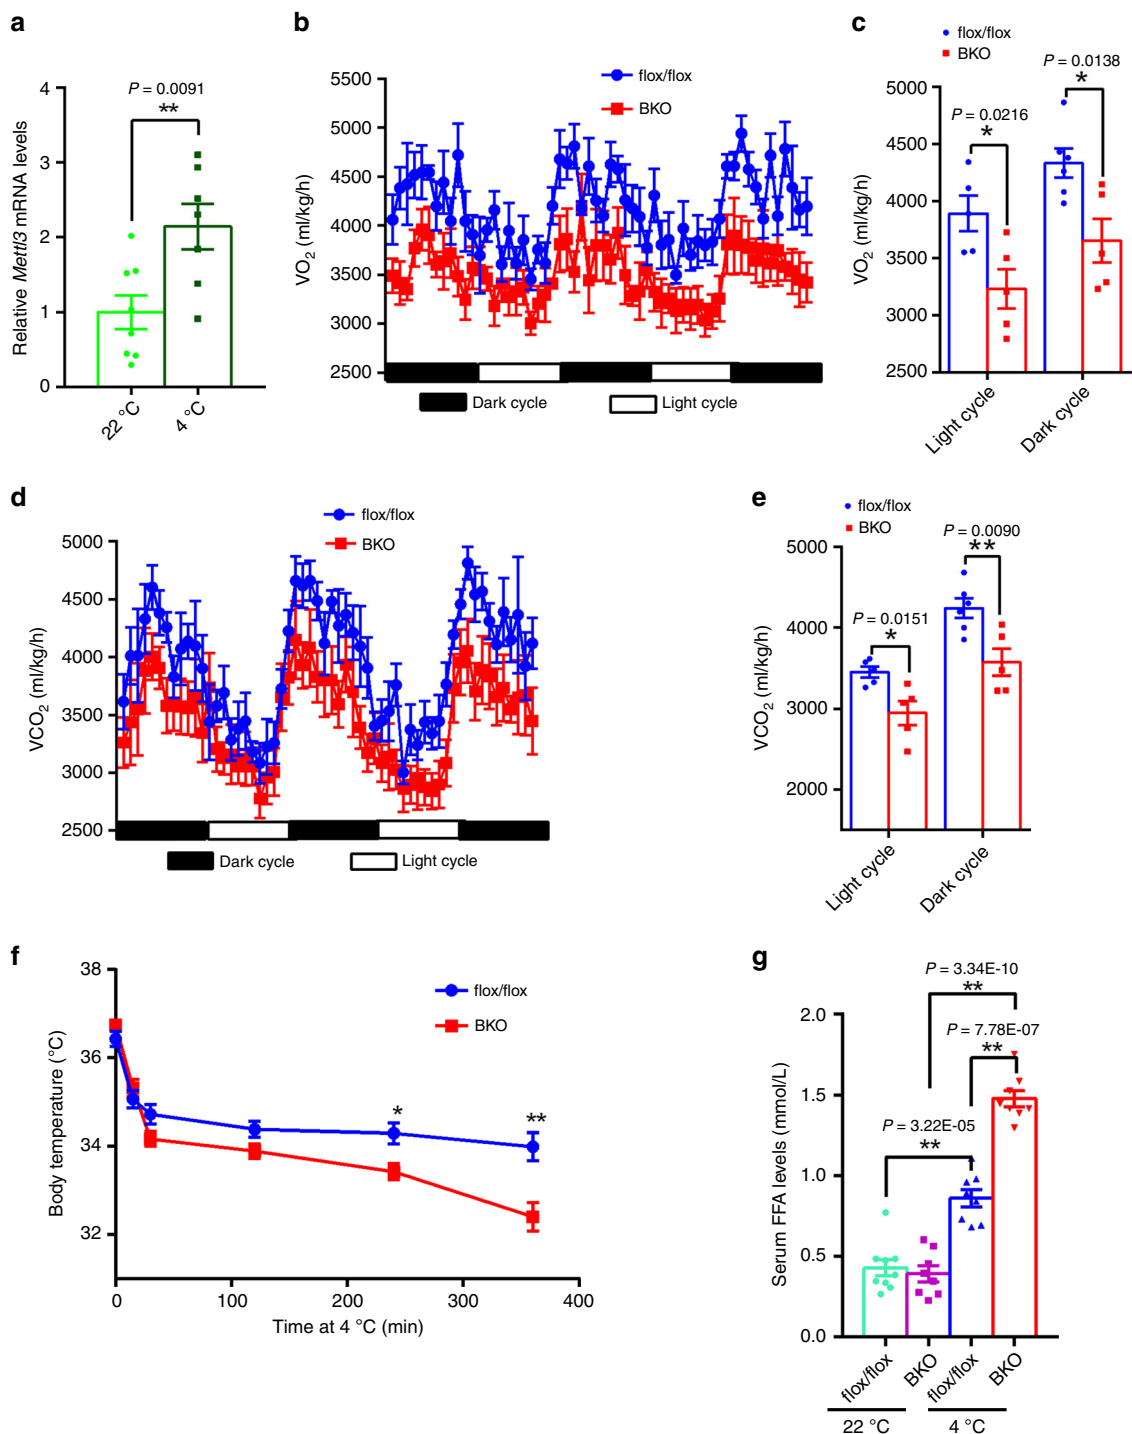 a
P = 0.0091
**
Relative Mettl3 mRNA levels
4
3
2
1
0
22 °C
4 °C
b
flox/flox
BKO
VO2 (ml/kg/h)
5500
5000
4500
4000
3500
3000
2500
Dark cycle
Light cycle
c
flox/flox
BKO
P = 0.0138
*
P = 0.0216
*
VO2 (ml/kg/h)
5000
4500
4000
3500
3000
2500
Light cycle
Dark cycle
d
flox/flox
BKO
VCO2 (ml/kg/h)
5000
4500
4000
3500
3000
2500
Dark cycle
Light cycle
e
flox/flox
BKO
P = 0.0090
**
P = 0.0151
*
VCO2 (ml/kg/h)
5000
4000
3000
2000
Light cycle
Dark cycle
f
flox/flox
BKO
Body temperature (°C)
38
36
34
32
*
**
0
100
200
300
400
Time at 4 °C (min)
g
P = 3.34E-10
**
P = 7.78E-07
**
P = 3.22E-05
**
Serum FFA levels (mmol/L)
2.0
1.5
1.0
0.5
0.0
flox/flox
BKO
flox/flox
BKO
22 °C
4 °C